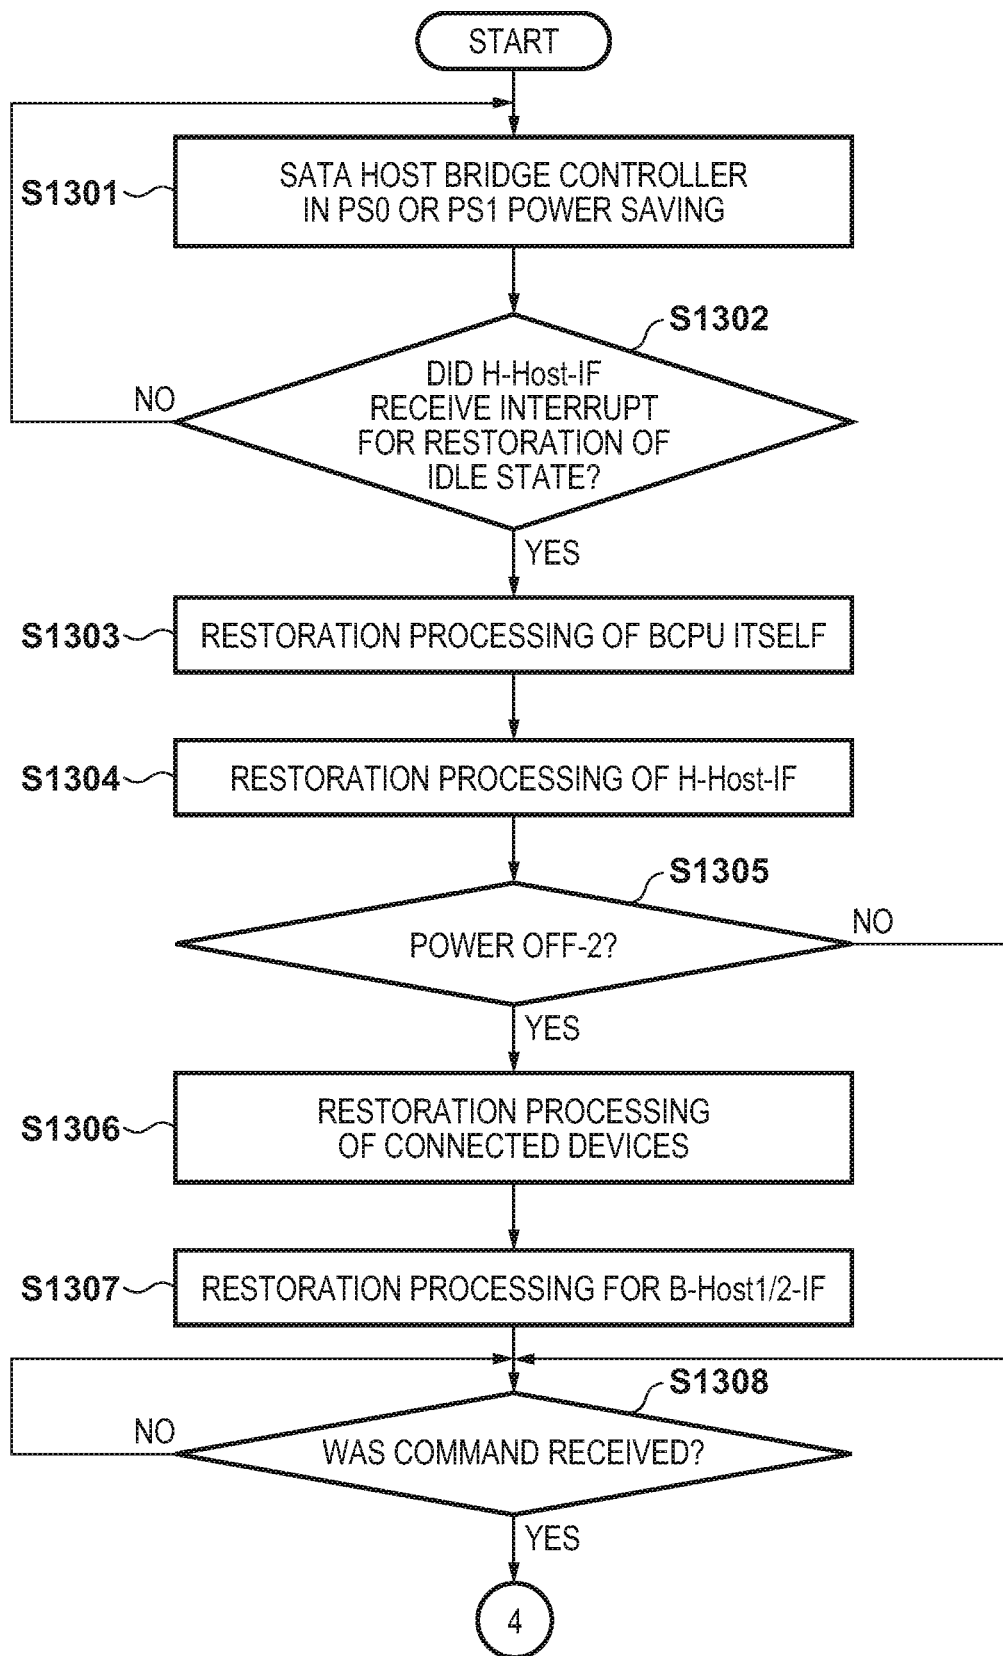 START
S1301
SATA HOST BRIDGE CONTROLLER
IN PS0 OR PS1 POWER SAVING
S1302
DID H-Host-IF
RECEIVE INTERRUPT
FOR RESTORATION OF
IDLE STATE?
NO
YES
S1303
RESTORATION PROCESSING OF BCPU ITSELF
S1304
RESTORATION PROCESSING OF H-Host-IF
S1305
POWER OFF-2?
NO
YES
S1306
RESTORATION PROCESSING
OF CONNECTED DEVICES
S1307
RESTORATION PROCESSING FOR B-Host1/2-IF
S1308
WAS COMMAND RECEIVED?
NO
YES
4